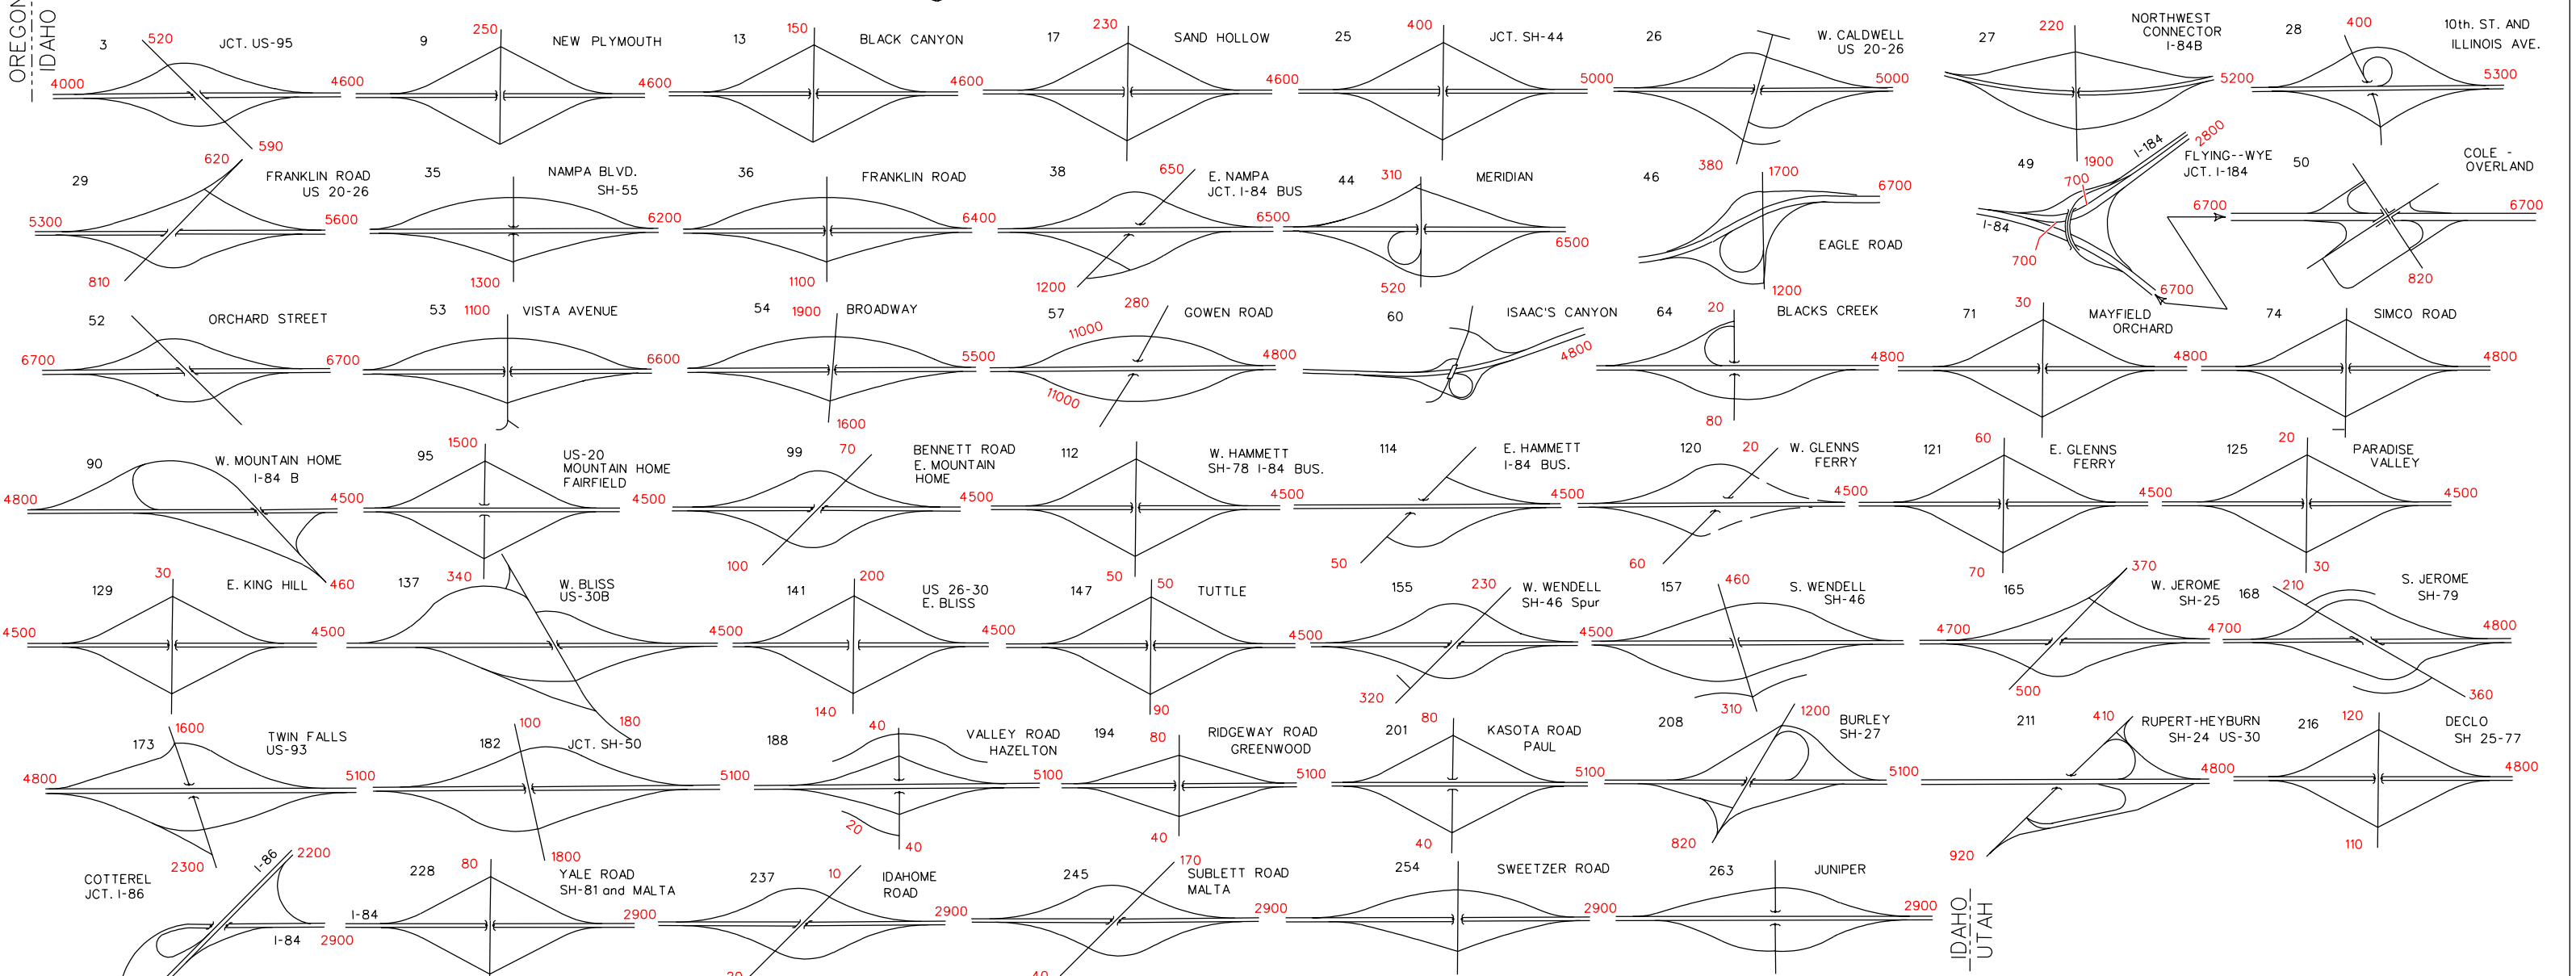 OREGON
IDAHO
3
520
JCT. US-95
4000
4600
590
9
250
NEW PLYMOUTH
4600
13
150
BLACK CANYON
4600
17
230
SAND HOLLOW
4600
25
400
JCT. SH-44
5000
26
W. CALDWELL
US 20-26
5000
380
27
220
NORTHWEST
CONNECTOR
I-84B
5200
1900
28
400
10th. ST. AND
ILLINOIS AVE.
5300
29
620
FRANKLIN ROAD
US 20-26
5300
5600
810
35
NAMPA BLVD.
SH-55
6200
1300
36
FRANKLIN ROAD
6400
1100
38
650
E. NAMPA
JCT. I-84 BUS
6500
1200
44
310
MERIDIAN
6500
520
46
1700
6700
EAGLE ROAD
1200
49
I-184
2800
FLYING--WYE
JCT. I-184
700
I-84
700
6700
6700
50
COLE -
OVERLAND
6700
820
52
ORCHARD STREET
6700
6700
53
1100
VISTA AVENUE
6600
54
1900
BROADWAY
5500
1600
57
280
GOWEN ROAD
11000
4800
11000
60
ISAAC'S CANYON
4800
64
20
BLACKS CREEK
4800
80
71
30
MAYFIELD
ORCHARD
4800
74
SIMCO ROAD
4800
90
W. MOUNTAIN HOME
I-84 B
4800
4500
460
95
1500
US-20
MOUNTAIN HOME
FAIRFIELD
4500
340
99
70
BENNETT ROAD
E. MOUNTAIN
HOME
4500
100
112
W. HAMMETT
SH-78 I-84 BUS.
4500
50
114
E. HAMMETT
I-84 BUS.
4500
50
120
20
W. GLENNS
FERRY
4500
60
121
60
E. GLENNS
FERRY
4500
70
125
20
PARADISE
VALLEY
4500
30
129
30
E. KING HILL
4500
4500
137
W. BLISS
US-30B
4500
180
141
200
US 26-30
E. BLISS
4500
140
147
50
TUTTLE
4500
90
155
230
W. WENDELL
SH-46 Spur
4500
320
157
460
S. WENDELL
SH-46
310
165
370
W. JEROME
SH-25
4700
4700
500
168
210
S. JEROME
SH-79
4800
360
173
1600
TWIN FALLS
US-93
4800
5100
2300
182
100
JCT. SH-50
5100
1800
188
40
VALLEY ROAD
HAZELTON
5100
20
40
194
80
RIDGEWAY ROAD
GREENWOOD
5100
40
201
80
KASOTA ROAD
PAUL
5100
40
208
1200
BURLEY
SH-27
5100
820
211
410
RUPERT-HEYBURN
SH-24 US-30
4800
920
216
120
DECLO
SH 25-77
4800
110
COTTEREL
JCT. I-86
I-86
2200
I-84
2900
228
80
YALE ROAD
SH-81 and MALTA
I-84
2900
237
10
IDAHOME
ROAD
2900
245
170
SUBLETT ROAD
MALTA
2900
254
SWEETZER ROAD
2900
263
JUNIPER
2900
IDAHO
UTAH